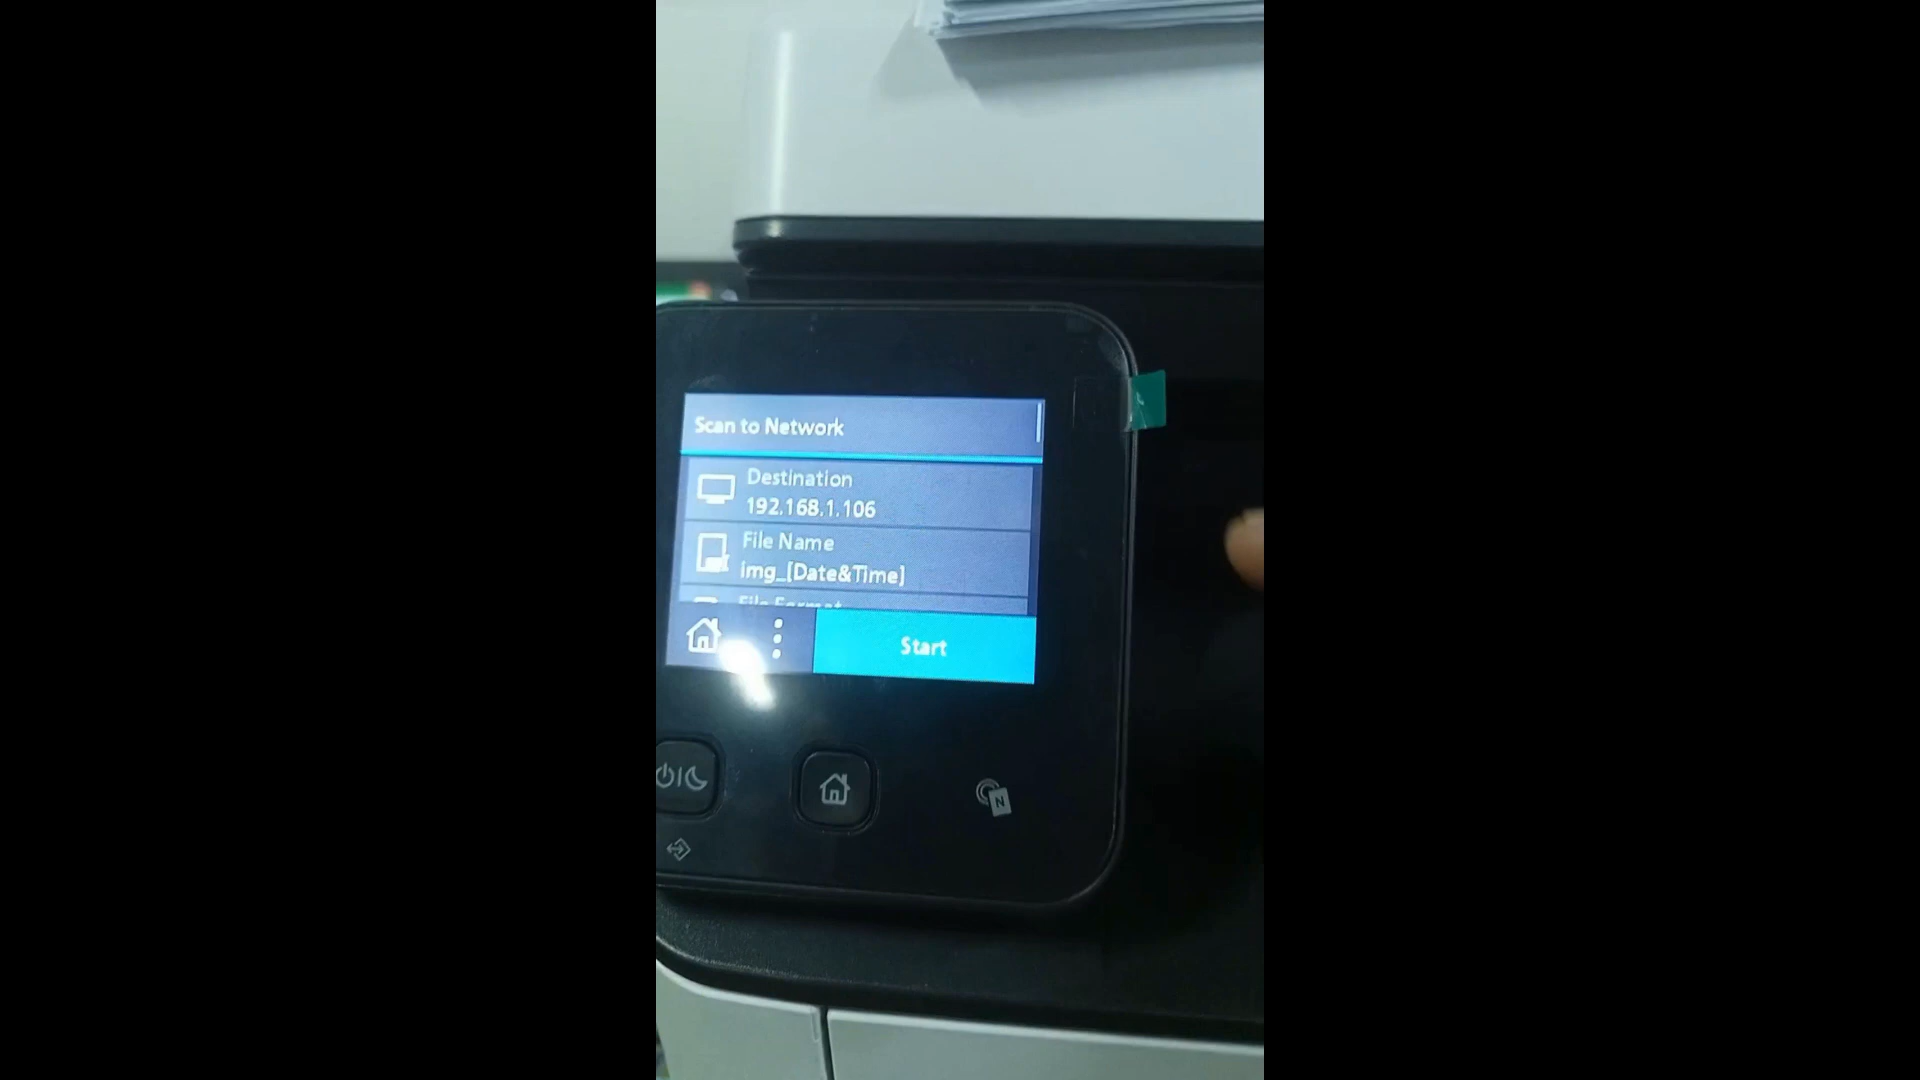 Scan to Network
Destination
192.168.1.106
File Name
img_[Date&Time]
File Format
Start
N